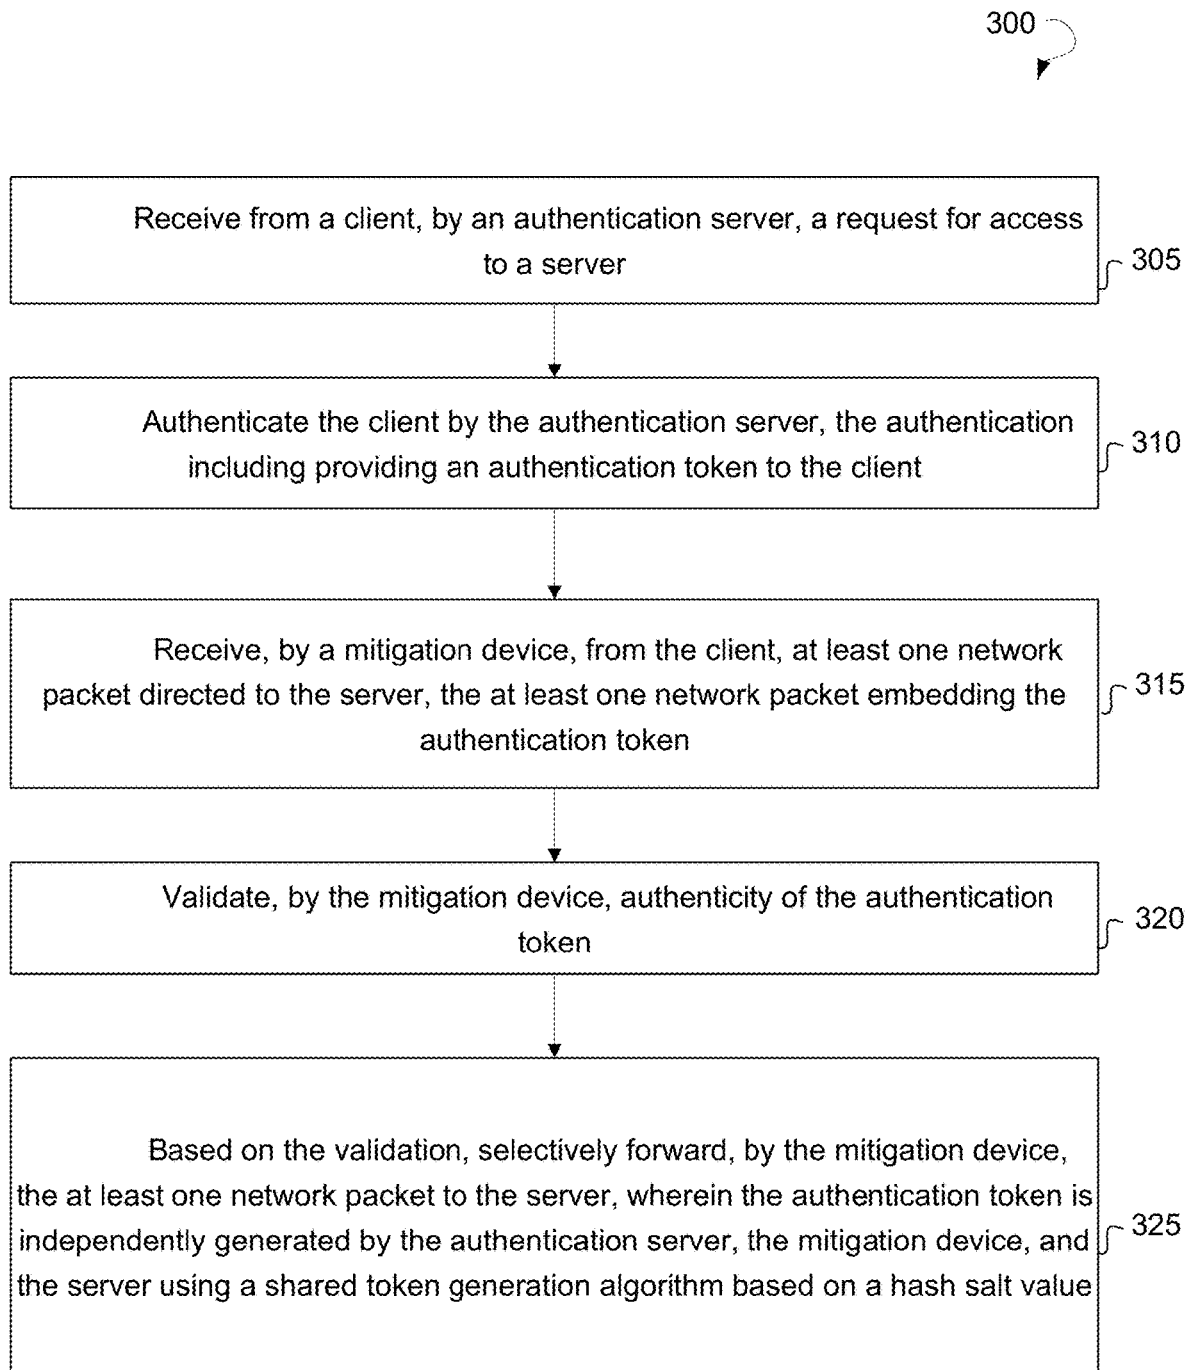 300
Receive from a client, by an authentication server, a request for access
to a server
305
Authenticate the client by the authentication server, the authentication
including providing an authentication token to the client
310
Receive, by a mitigation device, from the client, at least one network
packet directed to the server, the at least one network packet embedding the
authentication token
315
Validate, by the mitigation device, authenticity of the authentication
token
320
Based on the validation, selectively forward, by the mitigation device,
the at least one network packet to the server, wherein the authentication token is
independently generated by the authentication server, the mitigation device, and
the server using a shared token generation algorithm based on a hash salt value
325